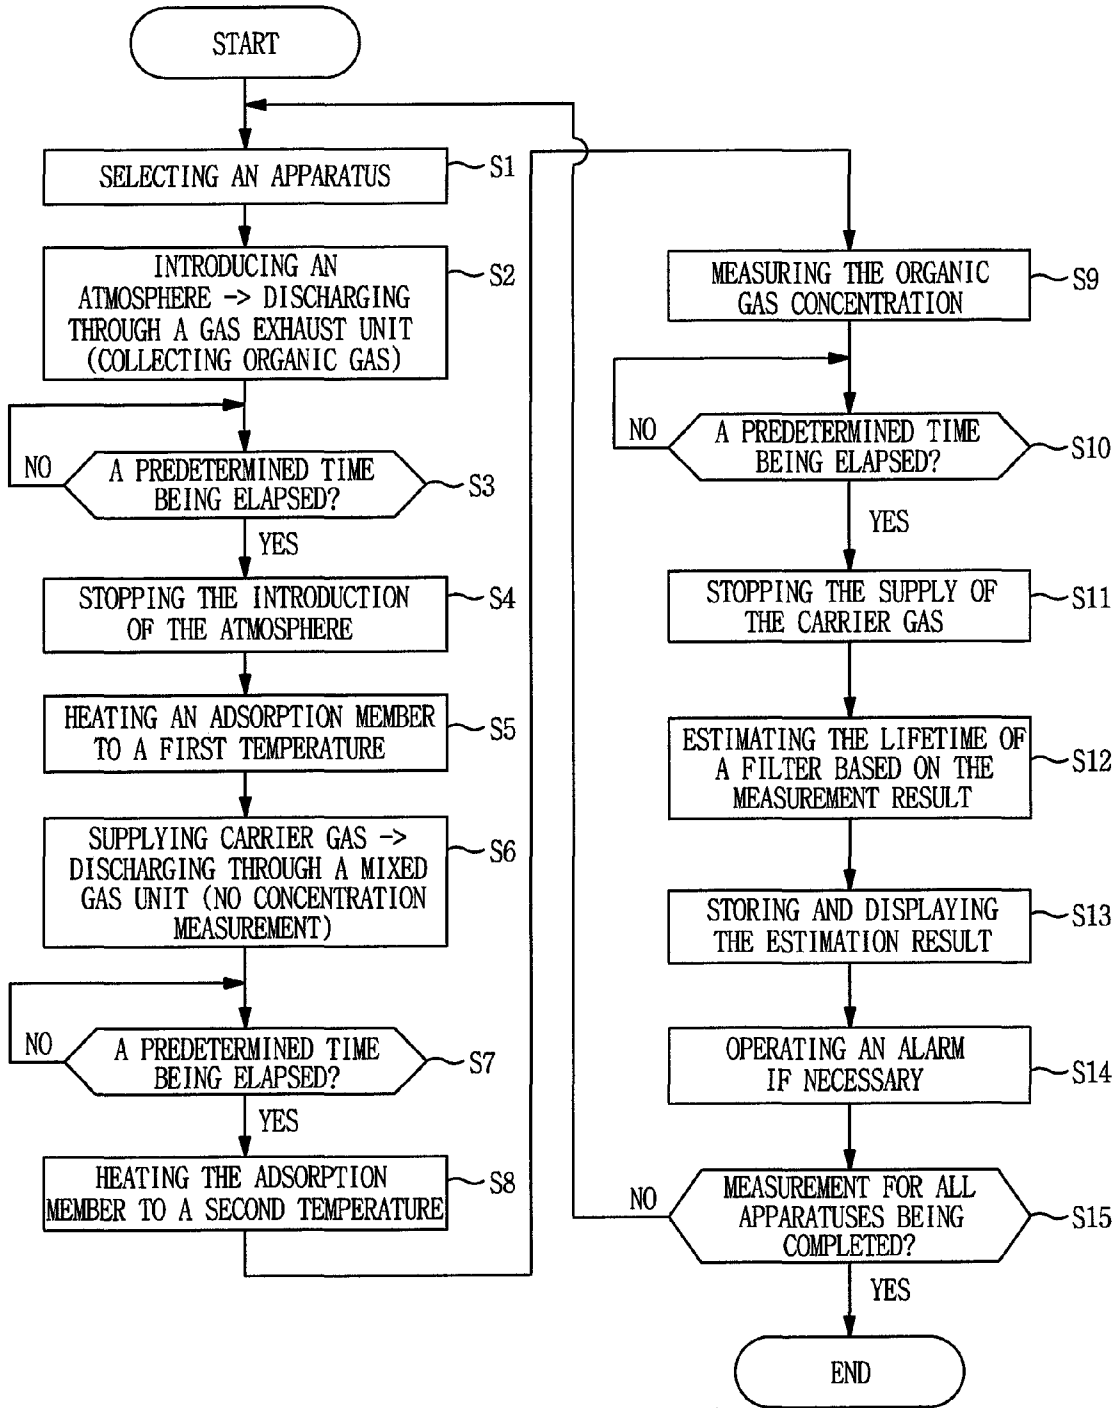 START
SELECTING AN APPARATUS
S1
INTRODUCING AN
ATMOSPHERE -> DISCHARGING
THROUGH A GAS EXHAUST UNIT
(COLLECTING ORGANIC GAS)
S2
NO
A PREDETERMINED TIME
BEING ELAPSED?
S3
YES
STOPPING THE INTRODUCTION
OF THE ATMOSPHERE
S4
HEATING AN ADSORPTION MEMBER
TO A FIRST TEMPERATURE
S5
SUPPLYING CARRIER GAS ->
DISCHARGING THROUGH A MIXED
GAS UNIT (NO CONCENTRATION
MEASUREMENT)
S6
NO
A PREDETERMINED TIME
BEING ELAPSED?
S7
YES
HEATING THE ADSORPTION
MEMBER TO A SECOND TEMPERATURE
S8
MEASURING THE ORGANIC
GAS CONCENTRATION
S9
NO
A PREDETERMINED TIME
BEING ELAPSED?
S10
YES
STOPPING THE SUPPLY OF
THE CARRIER GAS
S11
ESTIMATING THE LIFETIME OF
A FILTER BASED ON THE
MEASUREMENT RESULT
S12
STORING AND DISPLAYING
THE ESTIMATION RESULT
S13
OPERATING AN ALARM
IF NECESSARY
S14
NO
MEASUREMENT FOR ALL
APPARATUSES BEING
COMPLETED?
S15
YES
END